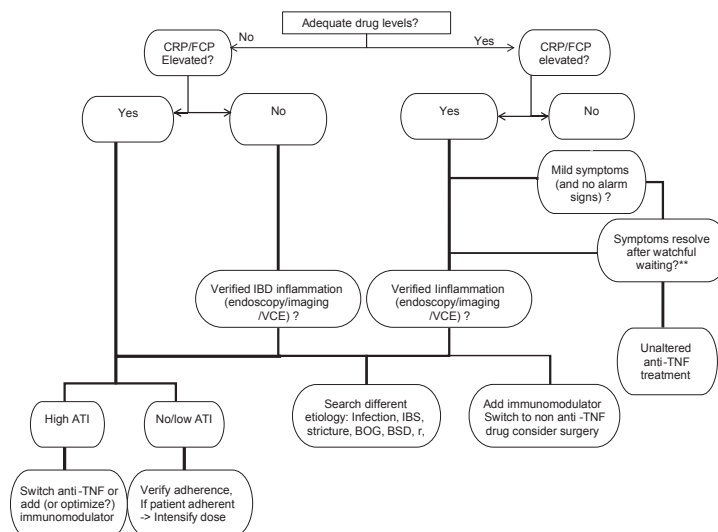 Adequate drug levels?
No
Yes
CRP/FCP
Elevated?
CRP/FCP
elevated?
Yes
No
Yes
No
Mild symptoms
(and no alarm
signs) ?
Symptoms resolve
after watchful
waiting?**
Verified IBD inflammation
(endoscopy/imaging
/VCE) ?
Verified Iinflammation
(endoscopy/imaging
/VCE) ?
Unaltered
anti-TNF
treatment
High ATI
No/low ATI
Search different
etiology: Infection, IBS,
stricture, BOG, BSD, r,
Add immunomodulator
Switch to non anti -TNF
drug consider surgery
Switch anti -TNF or
add (or optimize?)
immunomodulator
Verify adherence,
If patient adherent
-> Intensify dose